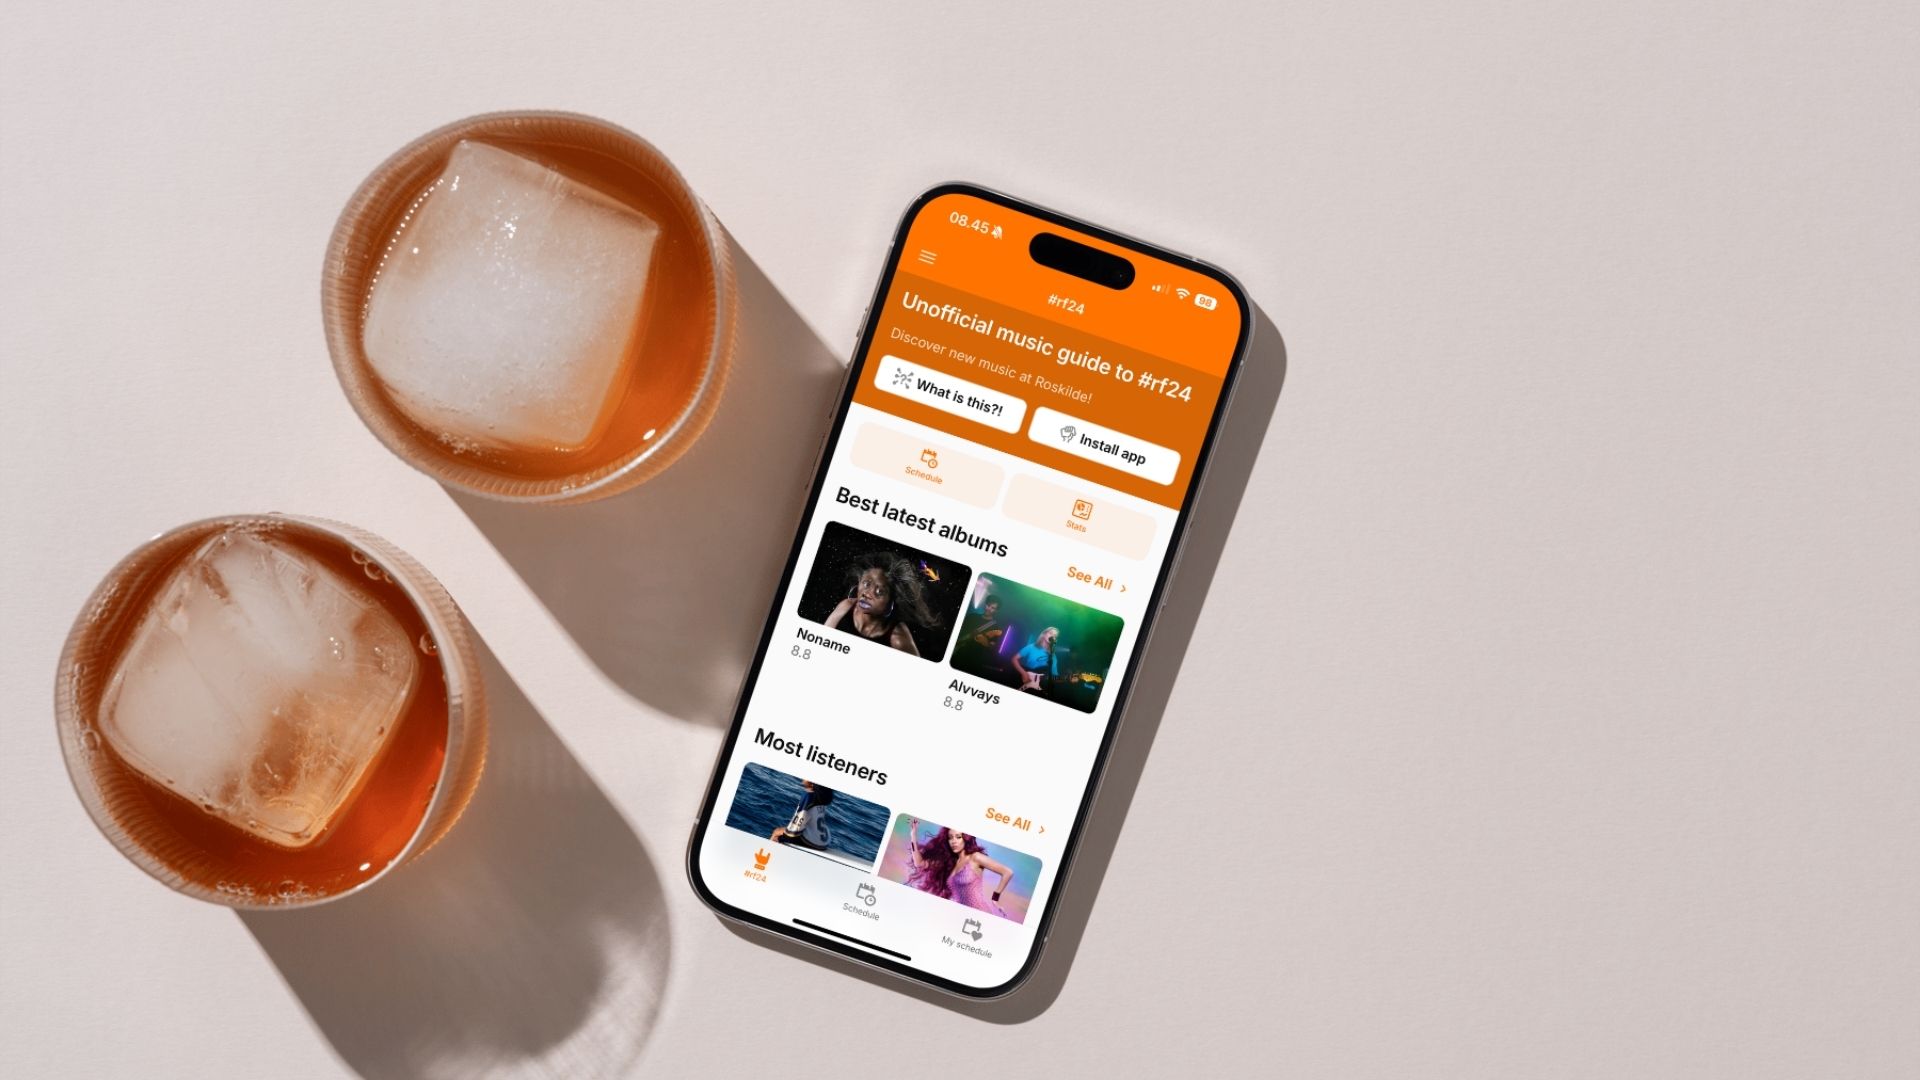 08.45
98
#rf24
Unofficial music guide to #rf24
Discover new music at Roskilde!
What is this?!
Install app
Schedule
Stats
Best latest albums
See All
Noname
8.8
Alvvays
8.8
Most listeners
See All
#rf24
Schedule
My schedule